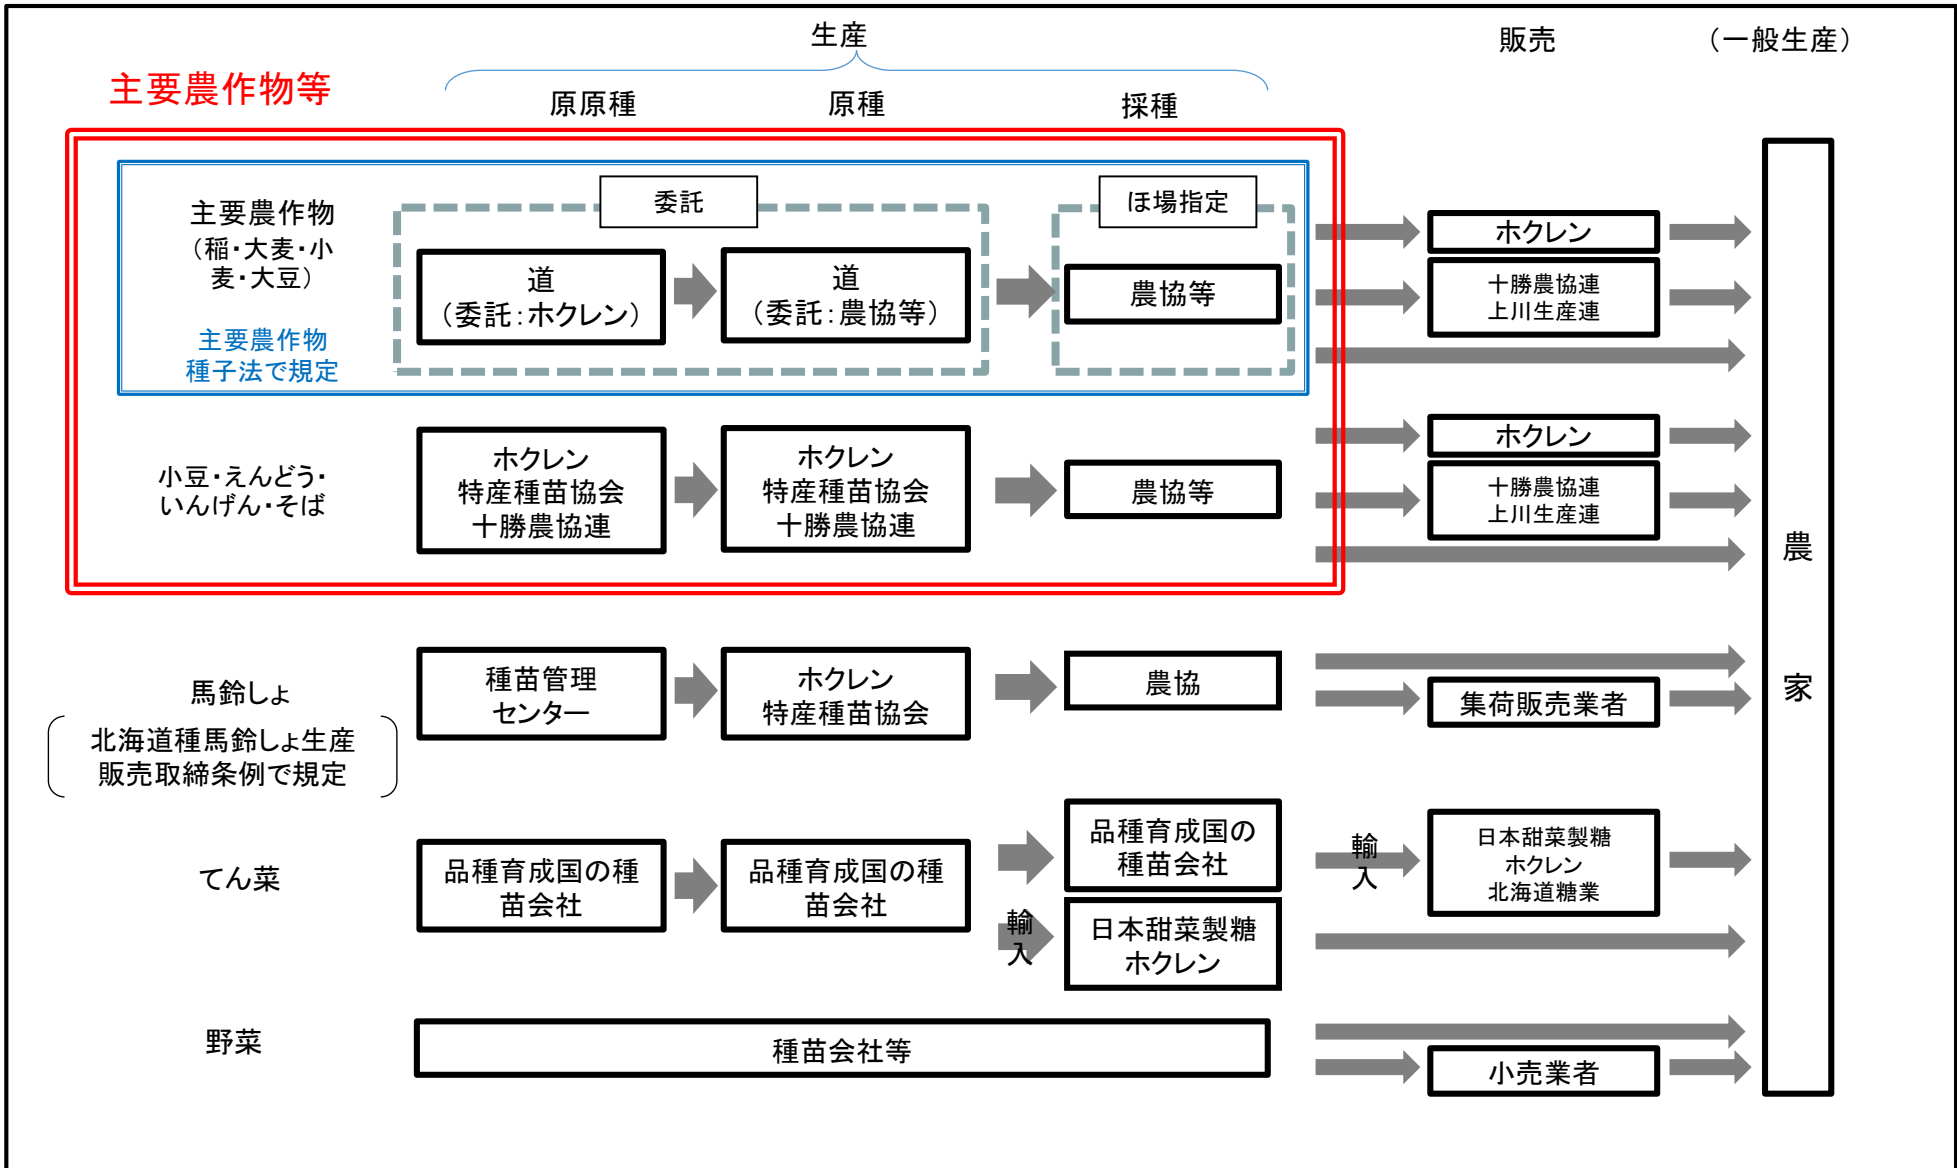 生産
販売
（一般生産）
主要農作物等
原原種
原種
採種
主要農作物
（稲・大麦・小
麦・大豆）
主要農作物
種子法で規定
委託
ほ場指定
道
（委託：ホクレン）
道
（委託：農協等）
農協等
ホクレン
十勝農協連
上川生産連
小豆・えんどう・
いんげん・そば
ホクレン
特産種苗協会
十勝農協連
ホクレン
特産種苗協会
十勝農協連
農協等
ホクレン
十勝農協連
上川生産連
農
家
馬鈴しょ
北海道種馬鈴しょ生産
販売取締条例で規定
種苗管理
センター
ホクレン
特産種苗協会
農協
集荷販売業者
てん菜
品種育成国の種
苗会社
品種育成国の種
苗会社
品種育成国の
種苗会社
輸
入
日本甜菜製糖
ホクレン
輸
入
日本甜菜製糖
ホクレン
北海道糖業
野菜
種苗会社等
小売業者